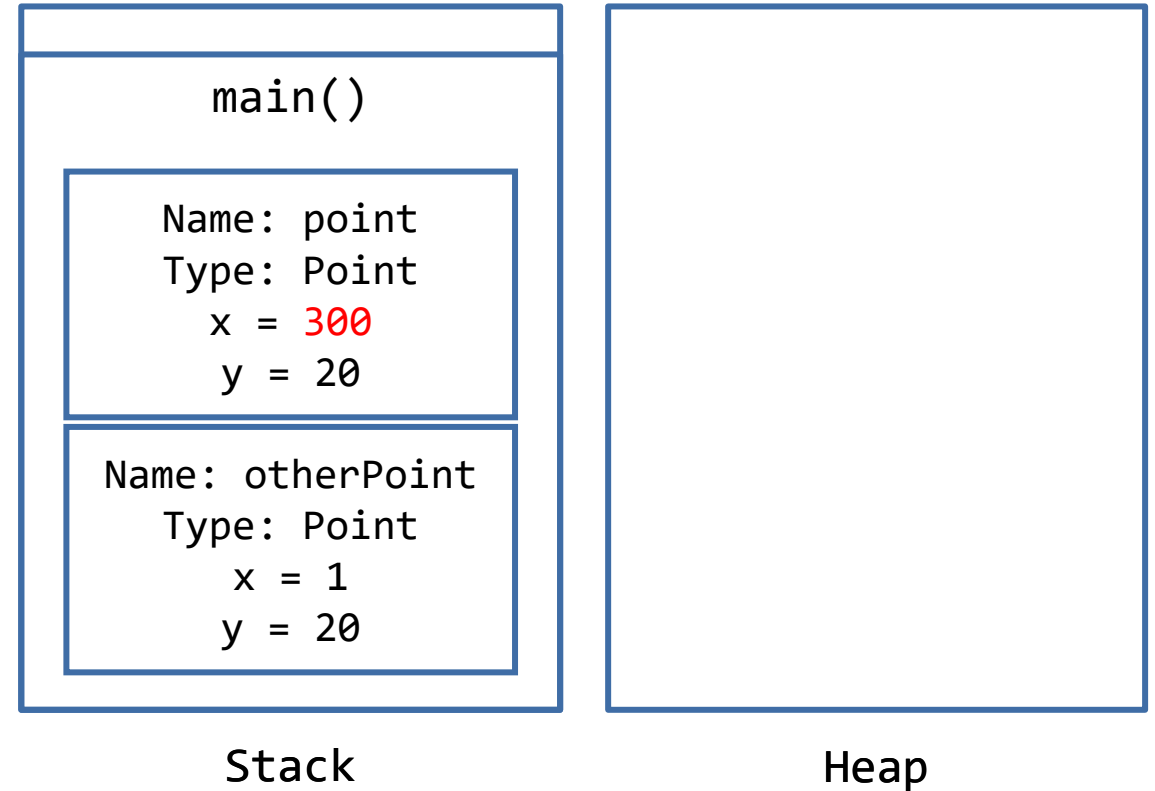 main()
Name: point
Type: Point
x = 300
y = 20
Name: otherPoint
Type: Point
x = 1
y = 20
Stack
Heap